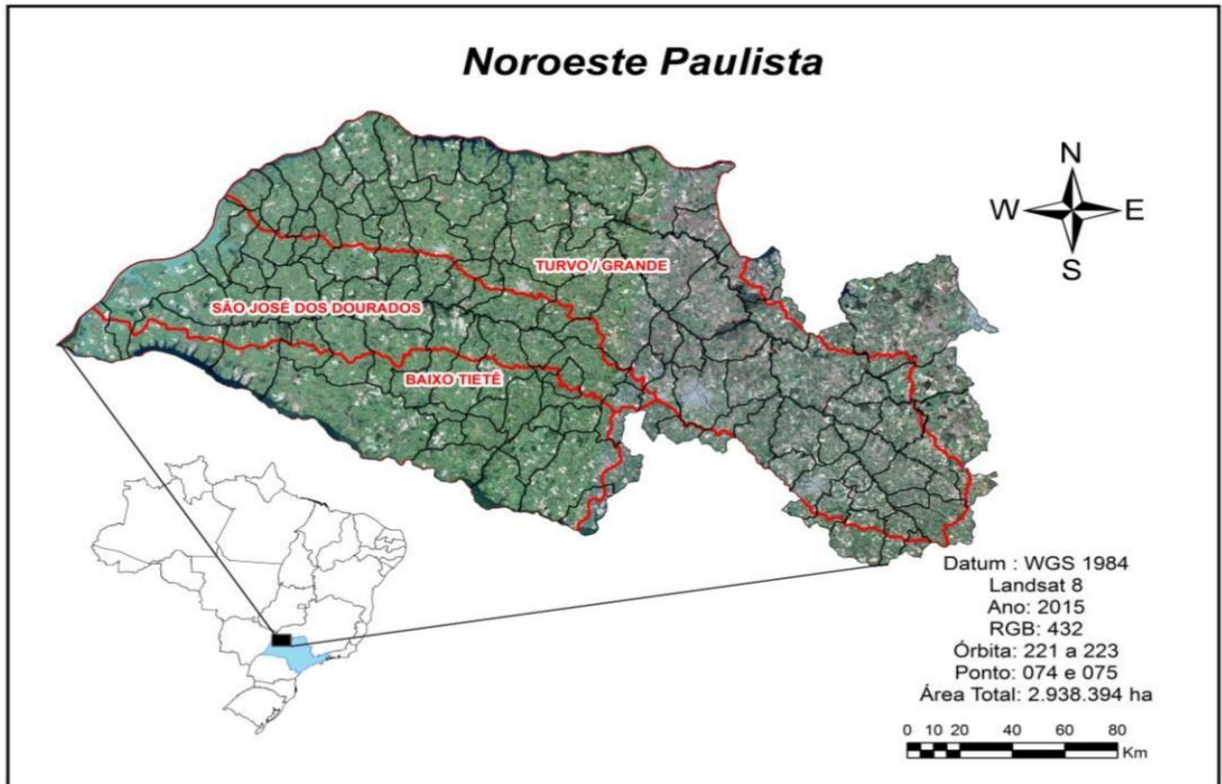 Noroeste Paulista
N
W E
S
TURVO / GRANDE
SÃO JOSÉ DOS DOURADOS
BAIXO TIETÊ
Datum : WGS 1984
Landsat 8
Ano: 2015
RGB: 432
Órbita: 221 a 223
Ponto: 074 e 075
Área Total: 2.938.394 ha
0 10 20 40 60 80
Km